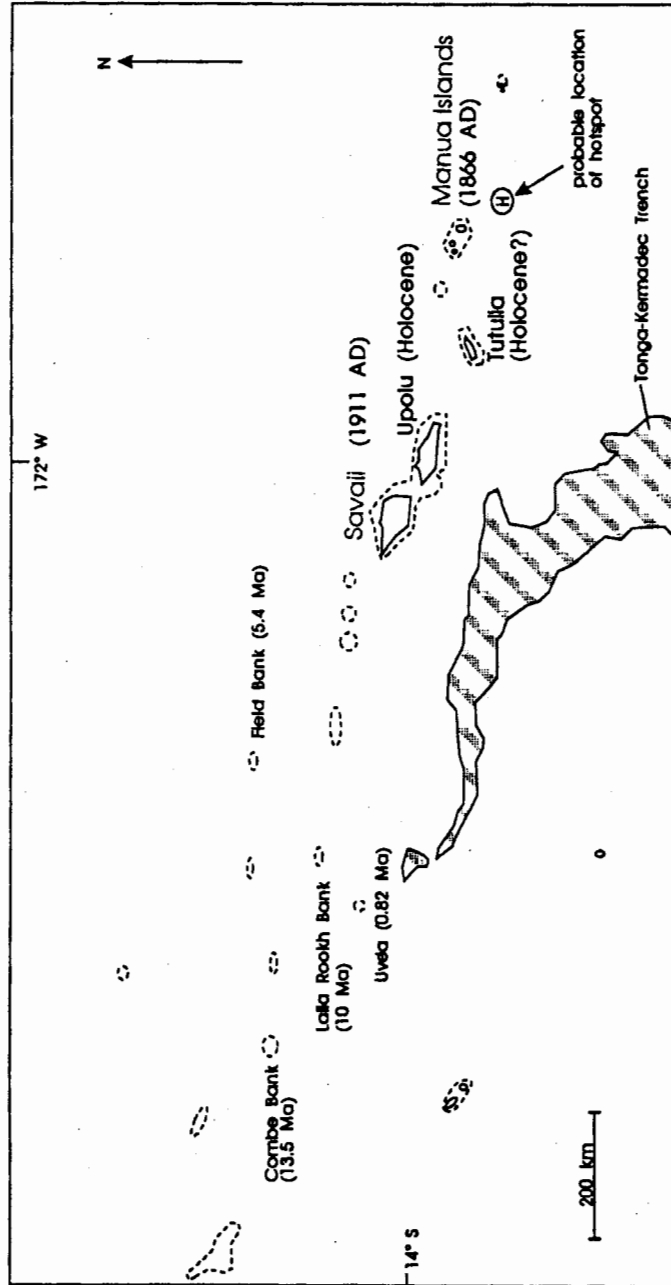 N
172° W
Manua Islands
(1866 AD)
Savaii (1911 AD)
Upolu (Holocene)
Field Bank (5.4 Ma)
Tutuila
(Holocene?)
H
probable location
of hotspot
Combe Bank
(13.5 Ma)
Lalla Rookh Bank
(10 Ma)
Uvea (0.82 Ma)
14° S
Tonga-Kermadec Trench
200 km